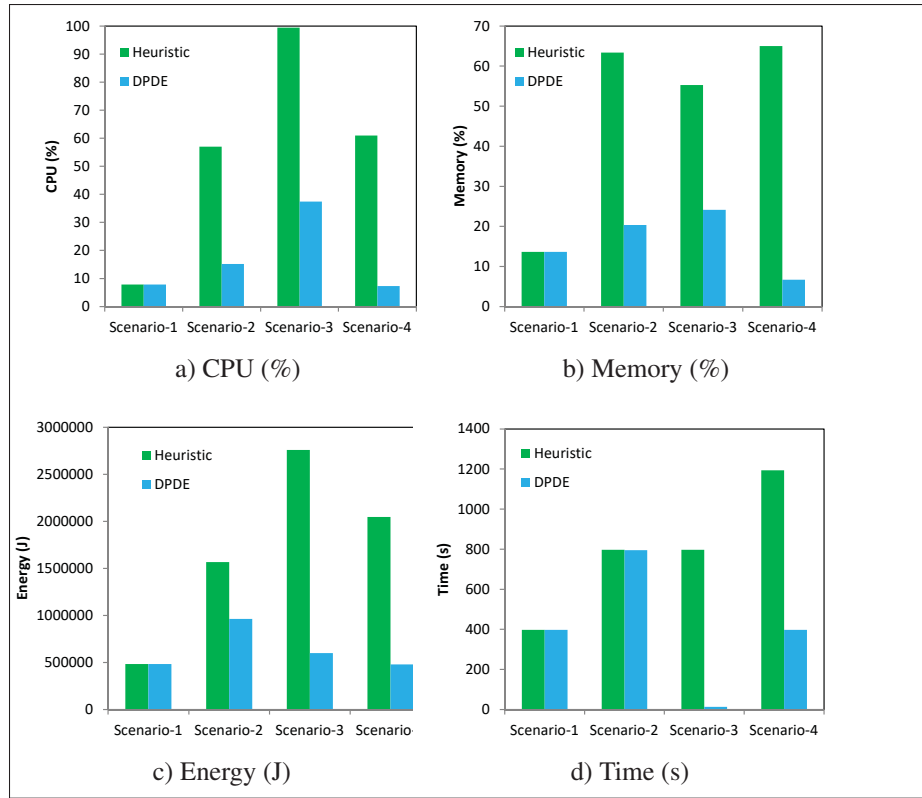 100
90
80
70
60
50
40
30
20
10
0
CPU (%)
Heuristic
DPDE
Scenario-1 Scenario-2 Scenario-3 Scenario-4
a) CPU (%)
70
60
50
40
30
20
10
0
Memory (%)
Heuristic
DPDE
Scenario-1 Scenario-2 Scenario-3 Scenario-4
b) Memory (%)
3000000
2500000
2000000
1500000
1000000
500000
0
Energy (J)
Heuristic
DPDE
Scenario-1 Scenario-2 Scenario-3 Scenario-
c) Energy (J)
1400
1200
1000
800
600
400
200
0
Time (s)
Heuristic
DPDE
Scenario-1 Scenario-2 Scenario-3 Scenario-4
d) Time (s)